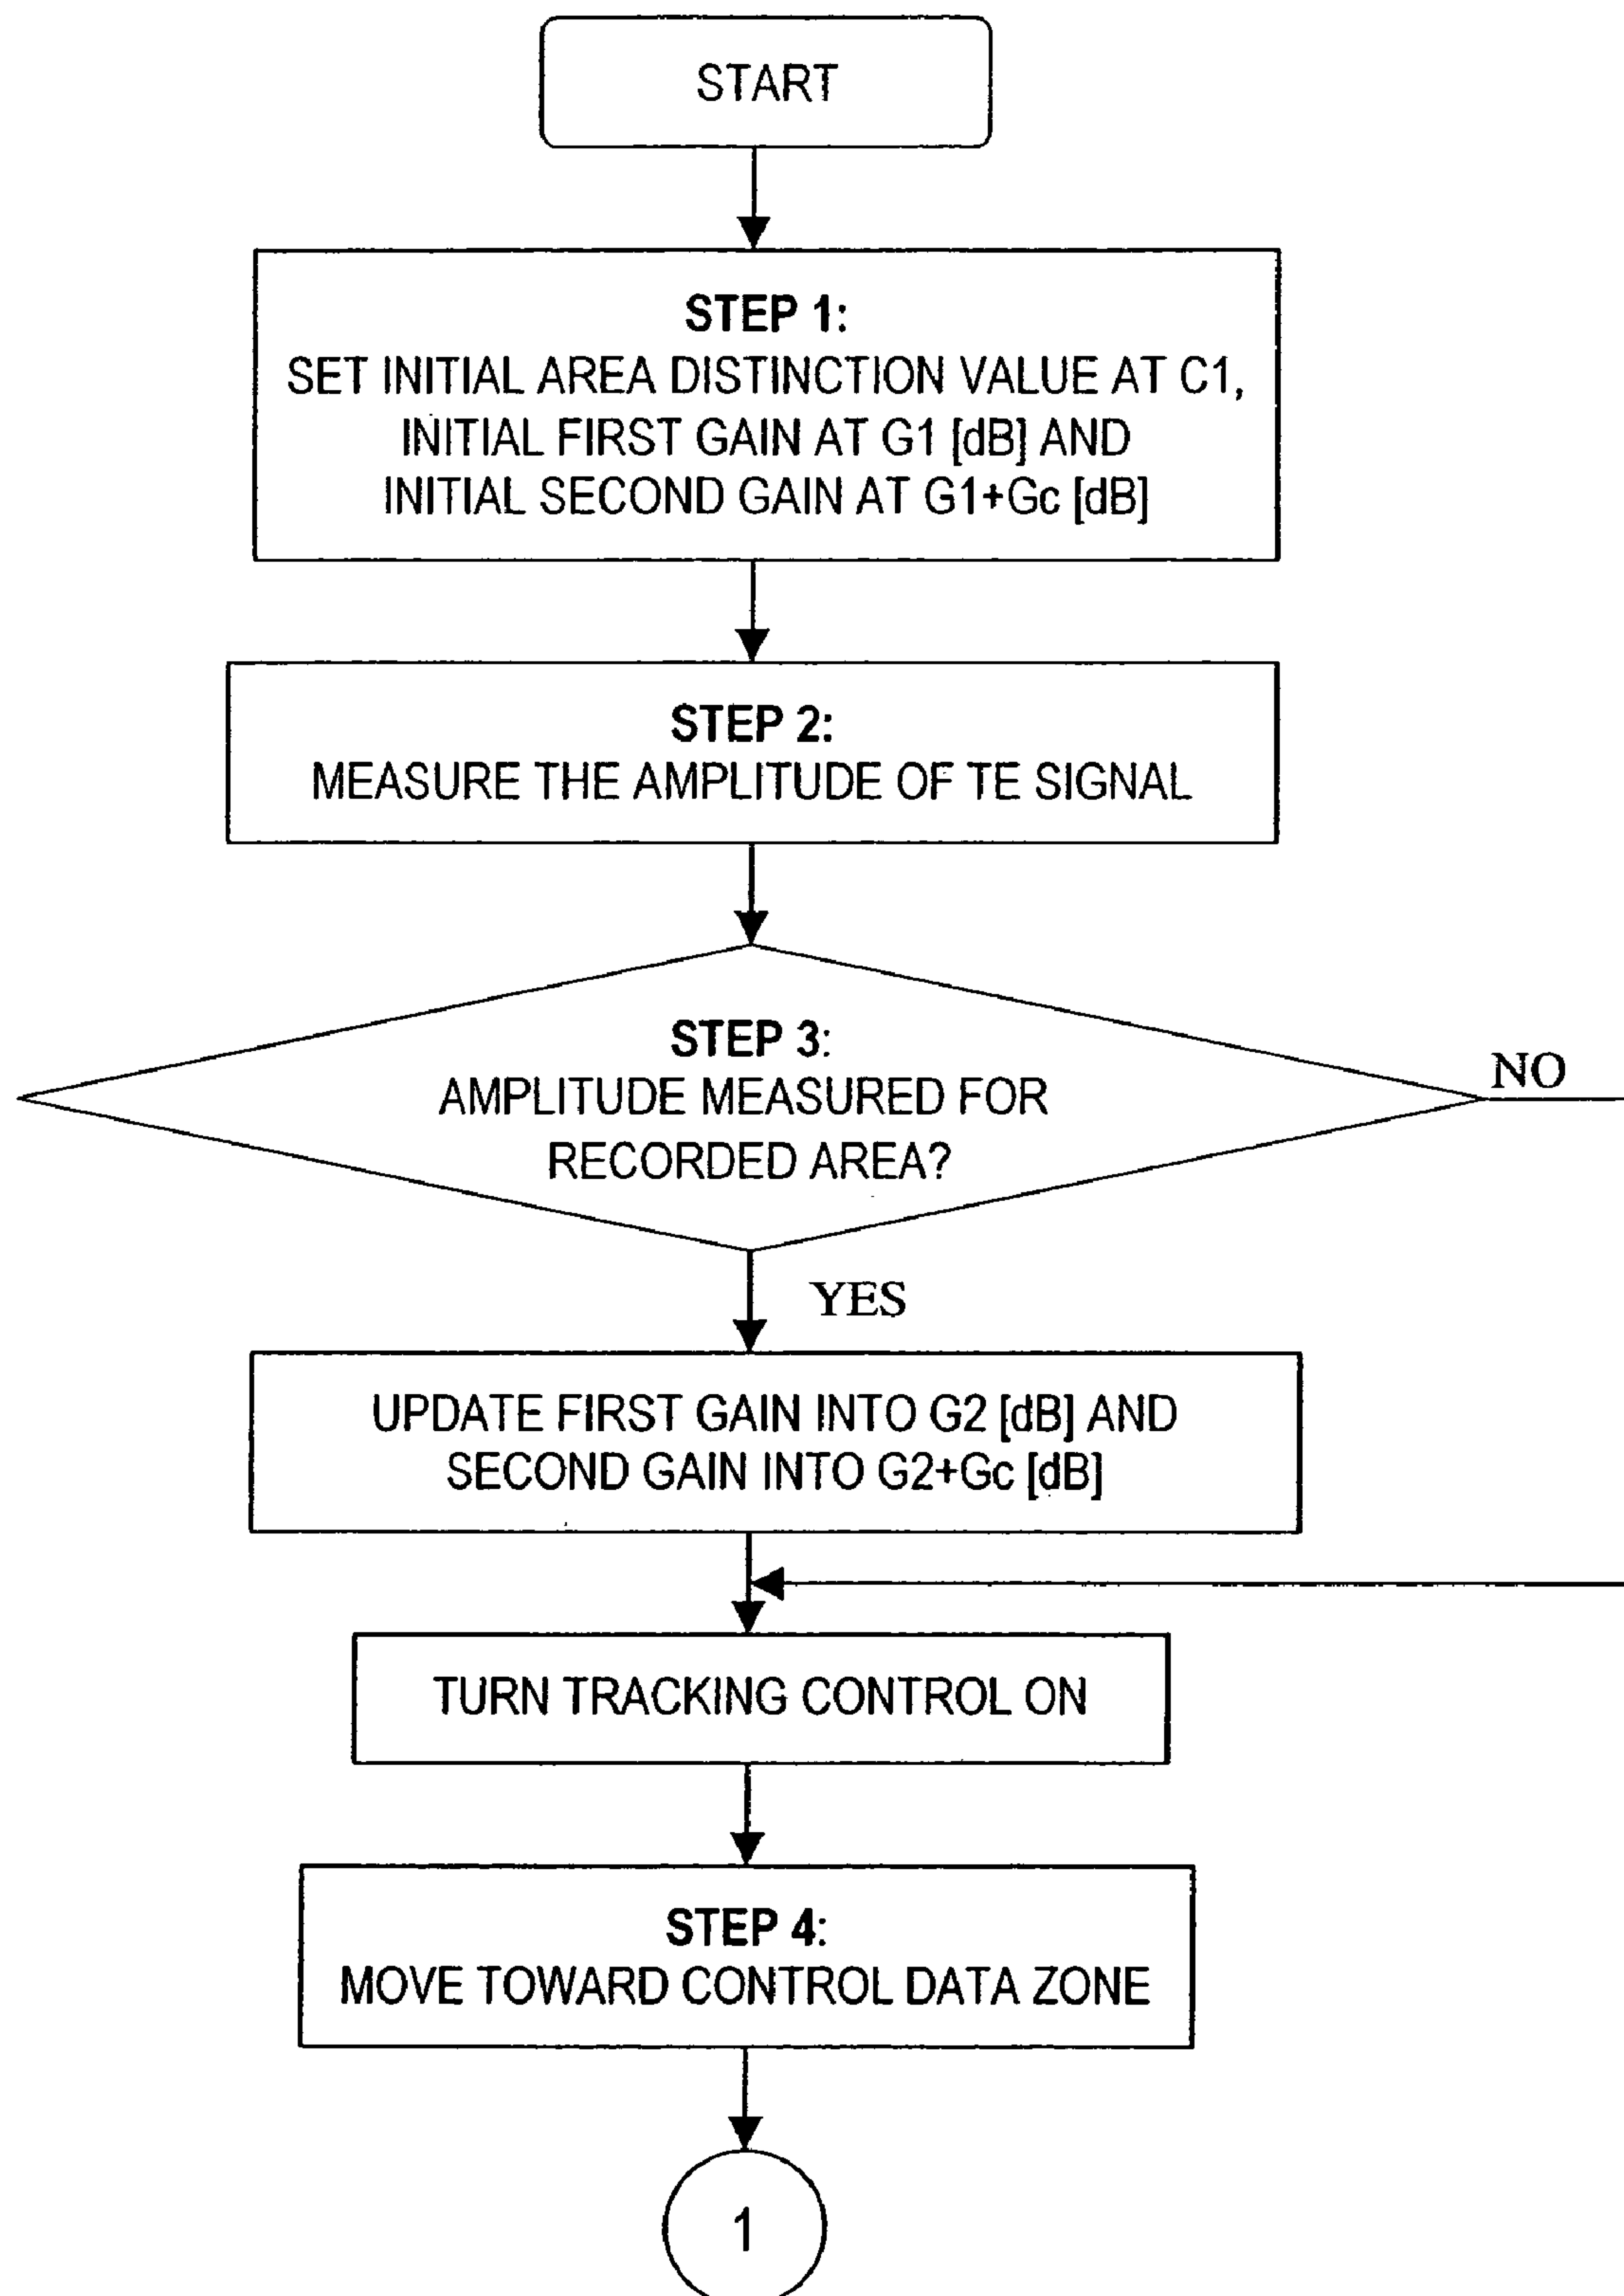 START
STEP 1:
SET INITIAL AREA DISTINCTION VALUE AT C1,
INITIAL FIRST GAIN AT G1 [dB] AND
INITIAL SECOND GAIN AT G1+Gc [dB]
STEP 2:
MEASURE THE AMPLITUDE OF TE SIGNAL
STEP 3:
AMPLITUDE MEASURED FOR
RECORDED AREA?
NO
YES
UPDATE FIRST GAIN INTO G2 [dB] AND
SECOND GAIN INTO G2+Gc [dB]
TURN TRACKING CONTROL ON
STEP 4:
MOVE TOWARD CONTROL DATA ZONE
1